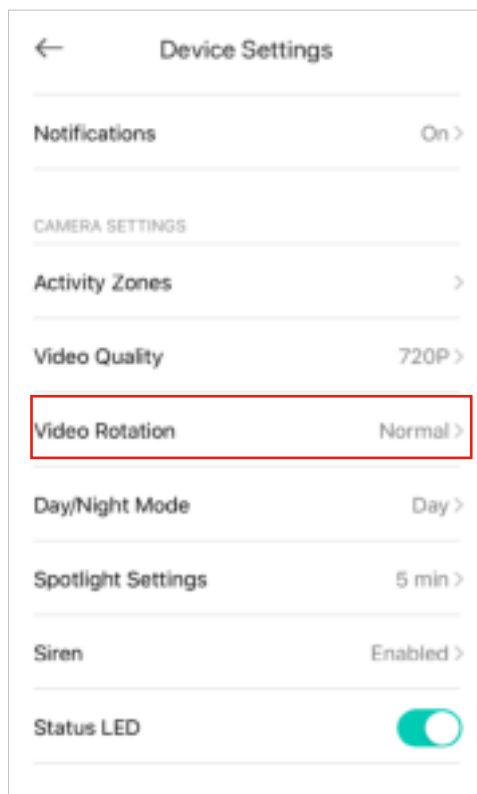 Device Settings
Notifications On
CAMERA SETTINGS
Activity Zones
Video Quality 720P
Video Rotation Normal
Day/Night Mode Day
Spotlight Settings 5 min
Siren Enabled
Status LED